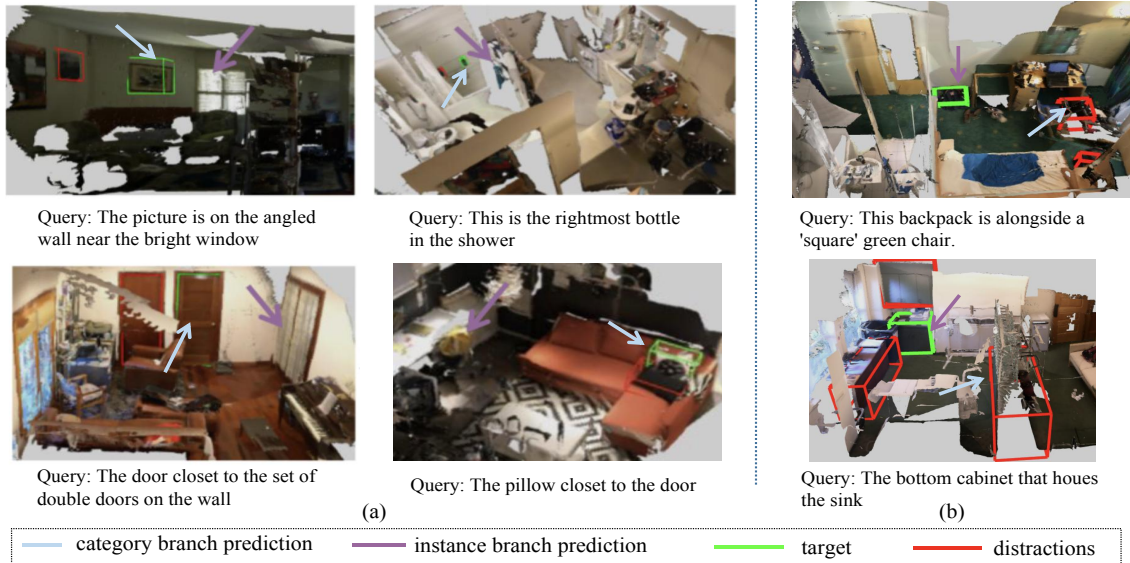 Query: The picture is on the angled
wall near the bright window
Query: This is the rightmost bottle
in the shower
Query: This backpack is alongside a
'square' green chair.
Query: The door closet to the set of
double doors on the wall
Query: The pillow closet to the door
Query: The bottom cabinet that houes
the sink
(a)
(b)
category branch prediction
instance branch prediction
target
distractions